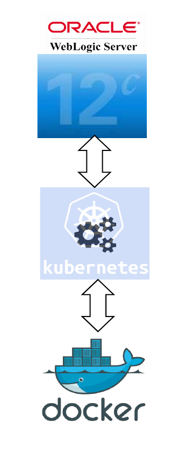 ORACLE
WebLogic Server
12c
kubernetes
docker